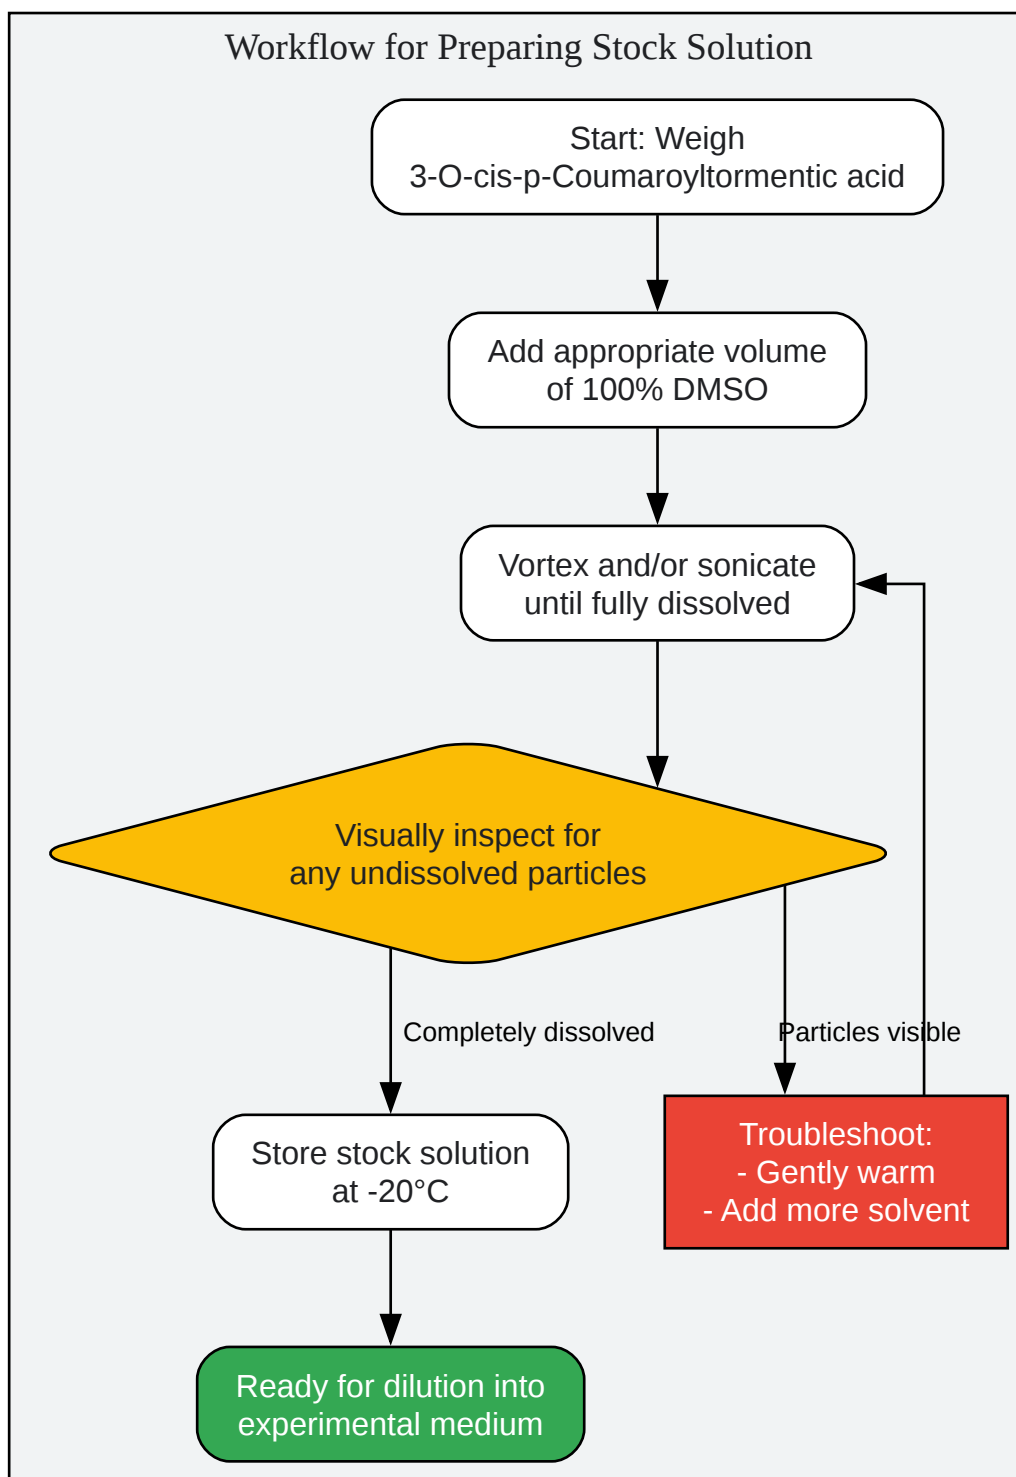 Workflow for Preparing Stock Solution
Start: Weigh
3-O-cis-p-Coumaroyltormentic acid
Add appropriate volume
of 100% DMSO
Vortex and/or sonicate
until fully dissolved
Visually inspect for
any undissolved particles
Completely dissolved
Particles visible
Store stock solution
at -20°C
Troubleshoot:
- Gently warm
- Add more solvent
Ready for dilution into
experimental medium